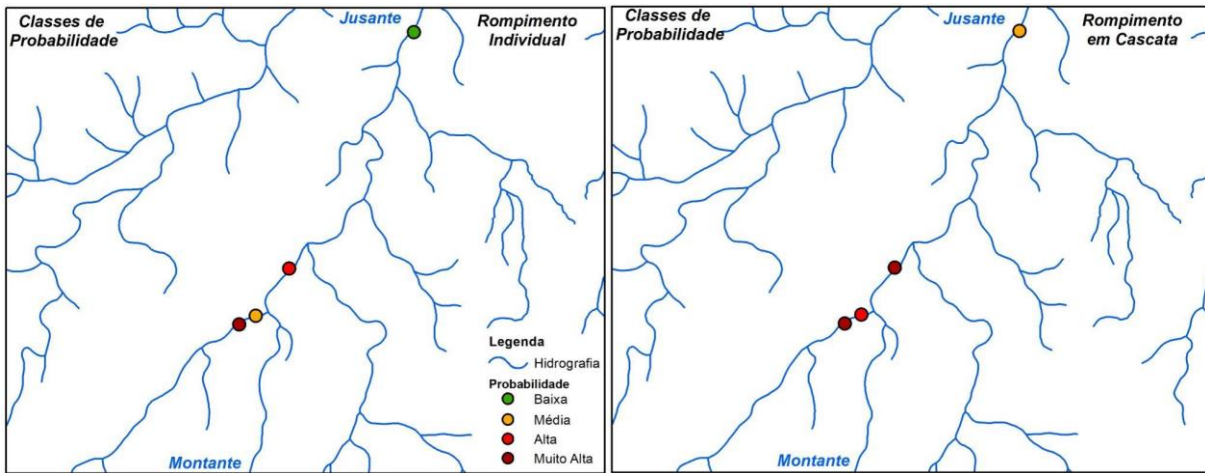 Classes de
Probabilidade
Jusante
Rompimento
Individual
Legenda
Hidrografia
Probabilidade
Baixa
Média
Alta
Muito Alta
Montante
Classes de
Probabilidade
Jusante
Rompimento
em Cascata
Montante